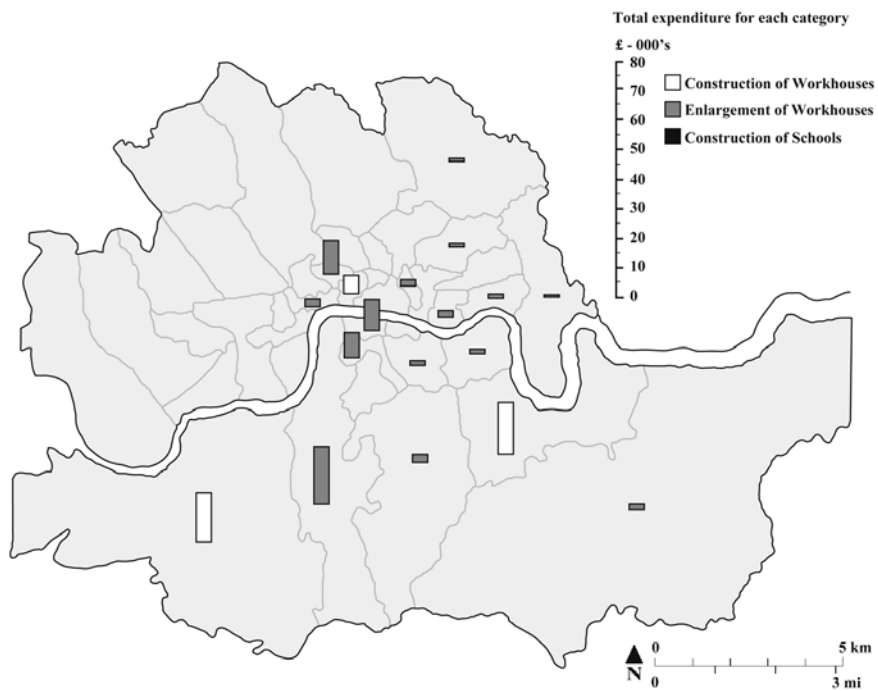 Total expenditure for each category
£ - 000's
80
70
60
50
40
30
20
10
0
Construction of Workhouses
Enlargement of Workhouses
Construction of Schools
N
0 5 km
0 3 mi